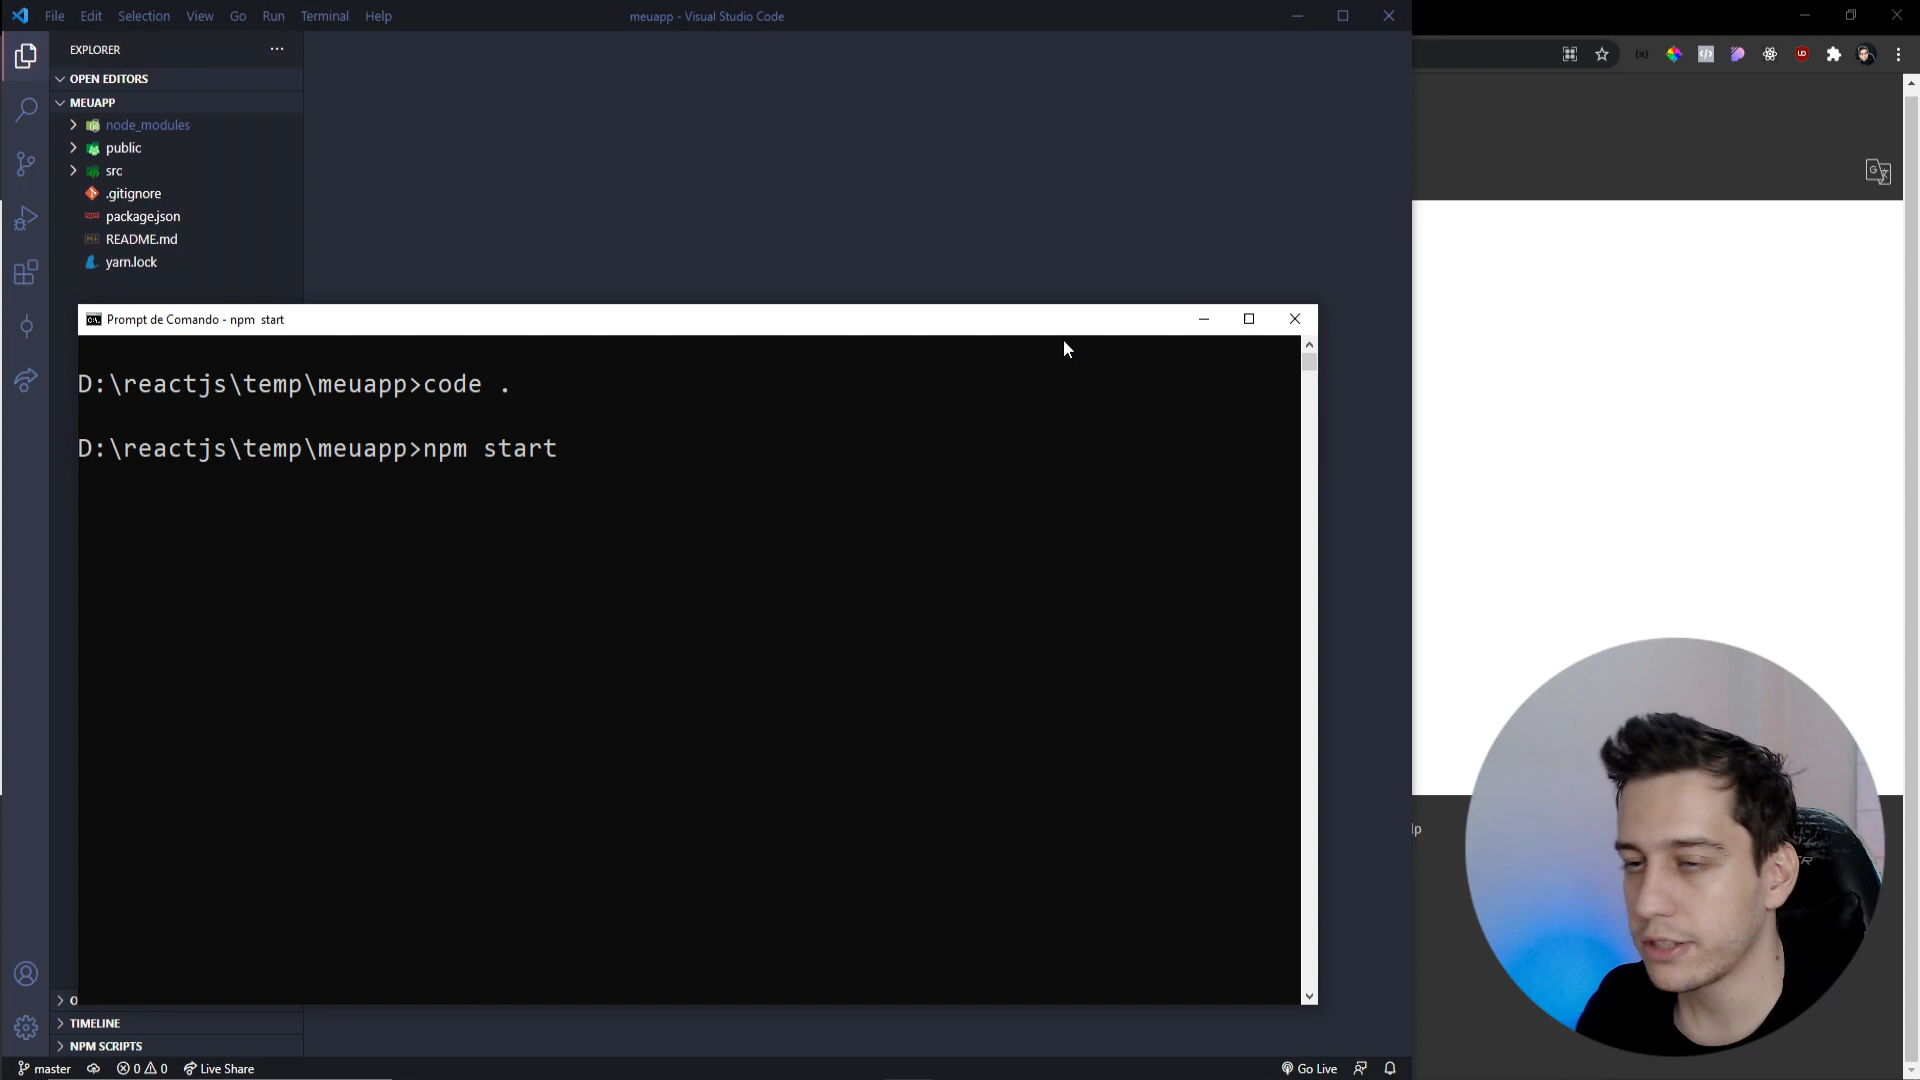 File Edit Selection View Go Run Terminal Help
meuapp - Visual Studio Code
EXPLORER
OPEN EDITORS
MEUAPP
node_modules
public
src
.gitignore
package.json
README.md
yarn.lock
Prompt de Comando - npm start
D:\reactjs\temp\meuapp>code .
D:\reactjs\temp\meuapp>npm start
lp
O
TIMELINE
NPM SCRIPTS
master 0 0 Live Share
Go Live